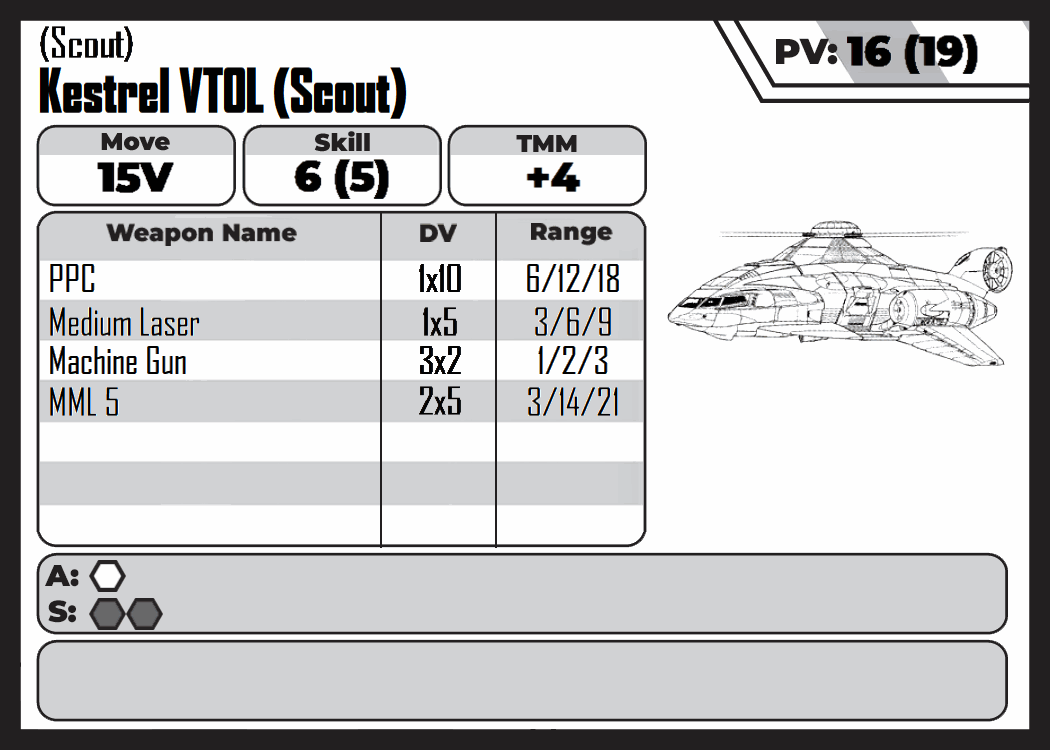 (Scout)
Kestrel VTOL (Scout)
PV: 16 (19)
Move Skill TMM
15V 6 (5) +4
Weapon Name DV Range
PPC 1x10 6/12/18
Medium Laser 1x5 3/6/9
Machine Gun 3x2 1/2/3
MML 5 2x5 3/14/21
A:
S: